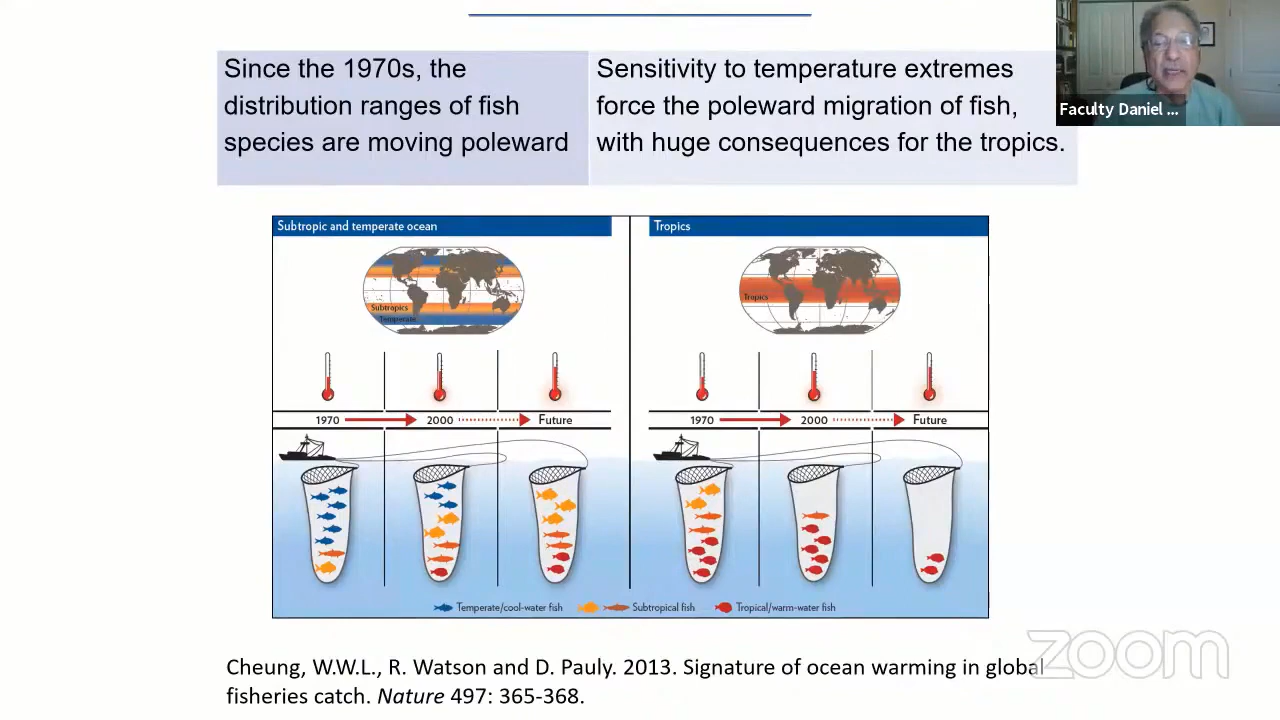 Since the 1970s, the
distribution ranges of fish
species are moving poleward
Sensitivity to temperature extremes
force the poleward migration of fish,
with huge consequences for the tropics.
Faculty Daniel ...
Subtropic and temperate ocean
Subtropics
Temperate
1970
2000
Future
Tropics
Tropics
1970
2000
Future
Temperate/cool-water fish
Subtropical fish
Tropical/warm-water fish
zoom
Cheung, W.W.L., R. Watson and D. Pauly. 2013. Signature of ocean warming in global
fisheries catch. Nature 497: 365-368.